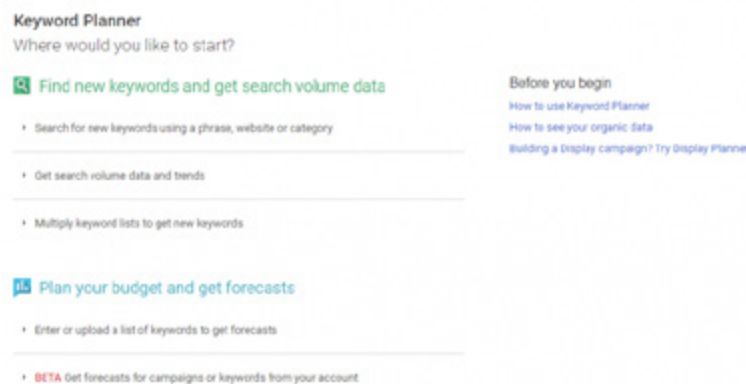 Keyword Planner
Where would you like to start?
Find new keywords and get search volume data
Search for new keywords using a phrase, website or category
Get search volume data and trends
Multiply keyword lists to get new keywords
Plan your budget and get forecasts
Enter or upload a list of keywords to get forecasts
BETA Get forecasts for campaigns or keywords from your account
Before you begin
How to use Keyword Planner
How to see your organic data
Building a Display campaign? Try Display Planner